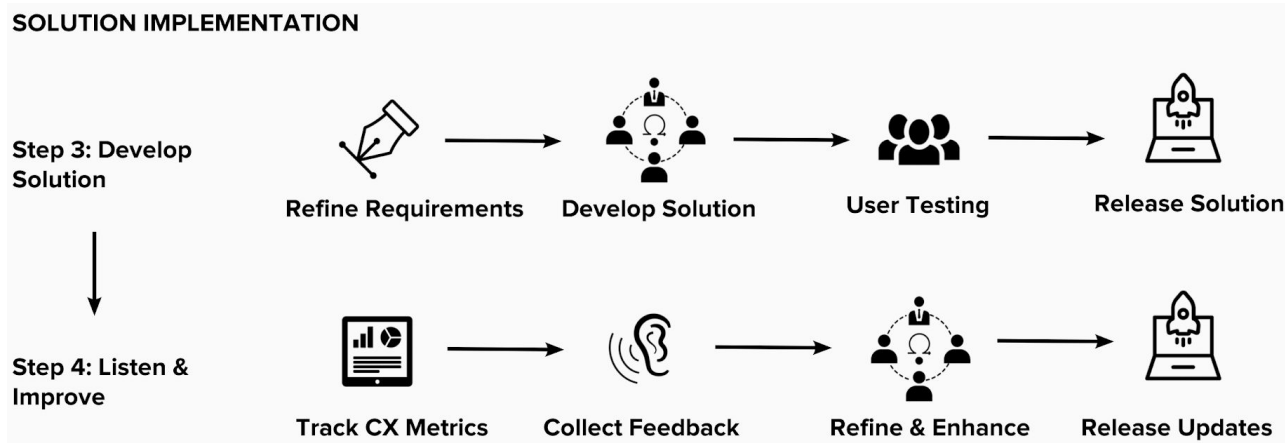 SOLUTION IMPLEMENTATION
Step 3: Develop
Solution
Refine Requirements
Develop Solution
User Testing
Release Solution
Step 4: Listen &
Improve
Track CX Metrics
Collect Feedback
Refine & Enhance
Release Updates